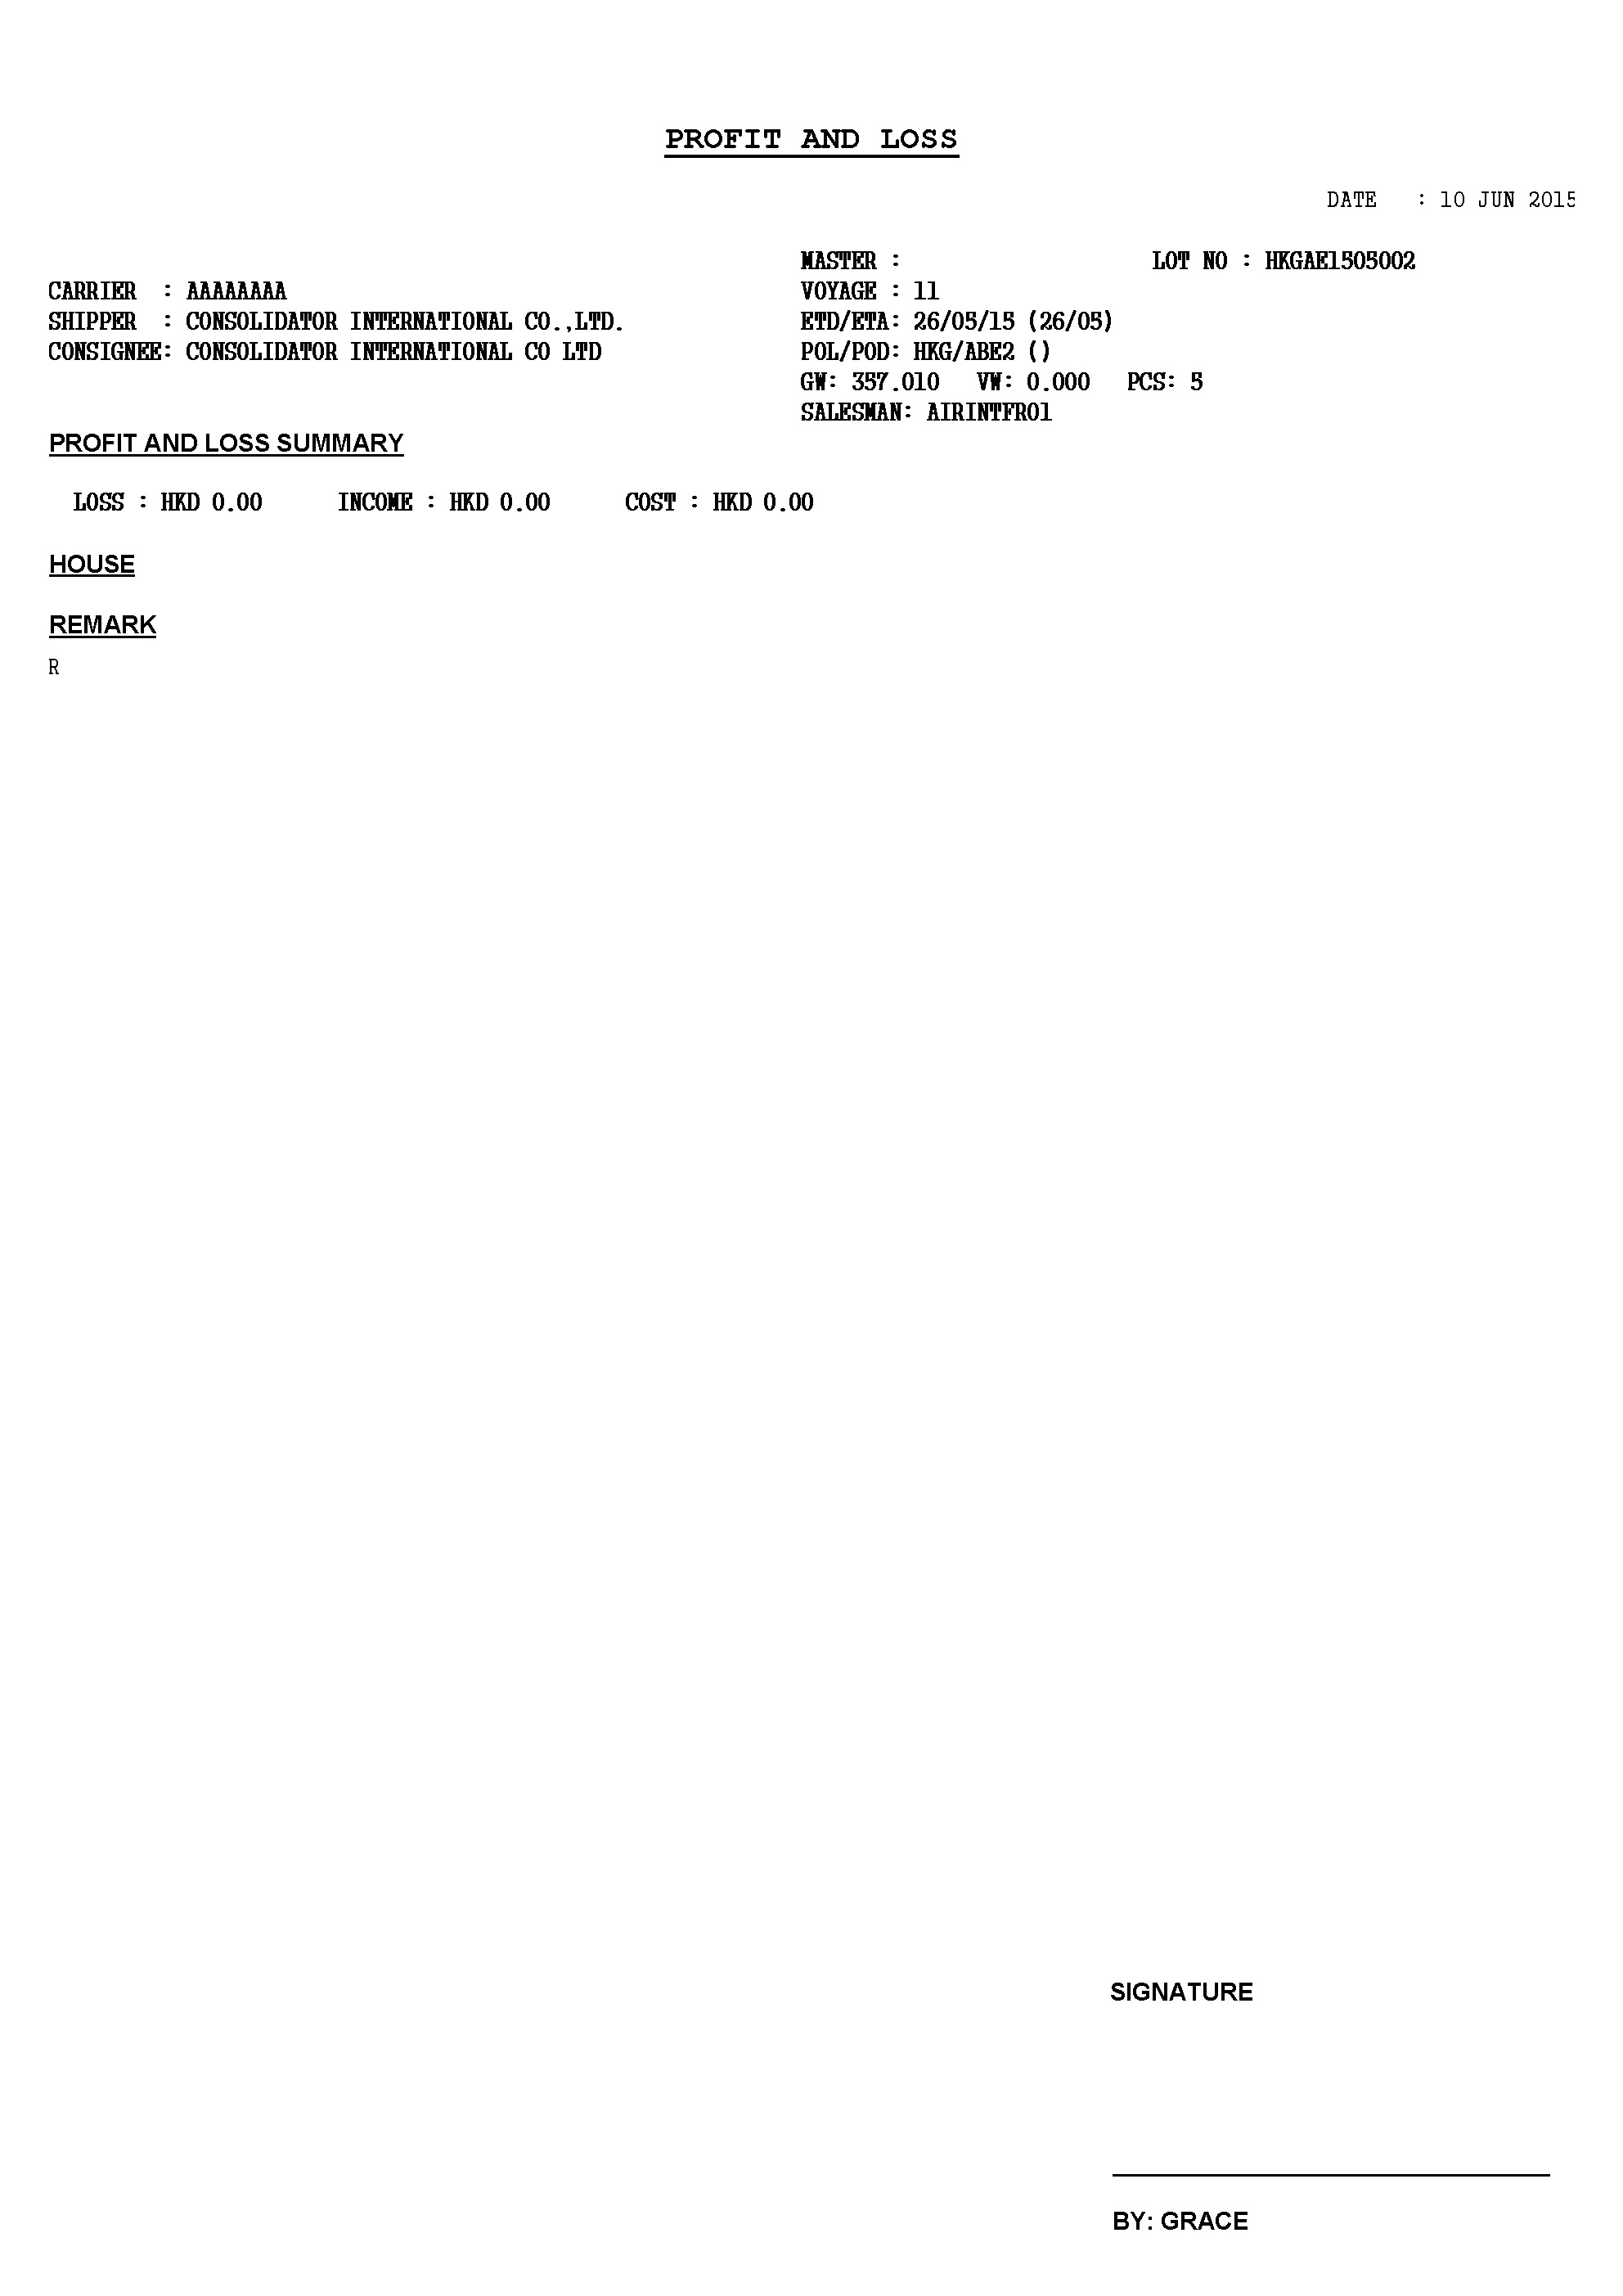 PROFIT AND LOSS
DATE : 10 JUN 2015
MASTER : LOT NO : HKGAE1505002
CARRIER : AAAAAAAA VOYAGE : 11
SHIPPER : CONSOLIDATOR INTERNATIONAL CO.,LTD. ETD/ETA: 26/05/15 (26/05)
CONSIGNEE: CONSOLIDATOR INTERNATIONAL CO LTD POL/POD: HKG/ABE2 ()
GW: 357.010 VW: 0.000 PCS: 5
SALESMAN: AIRINTFR01
PROFIT AND LOSS SUMMARY
LOSS : HKD 0.00 INCOME : HKD 0.00 COST : HKD 0.00
HOUSE
REMARK
R
SIGNATURE
BY: GRACE